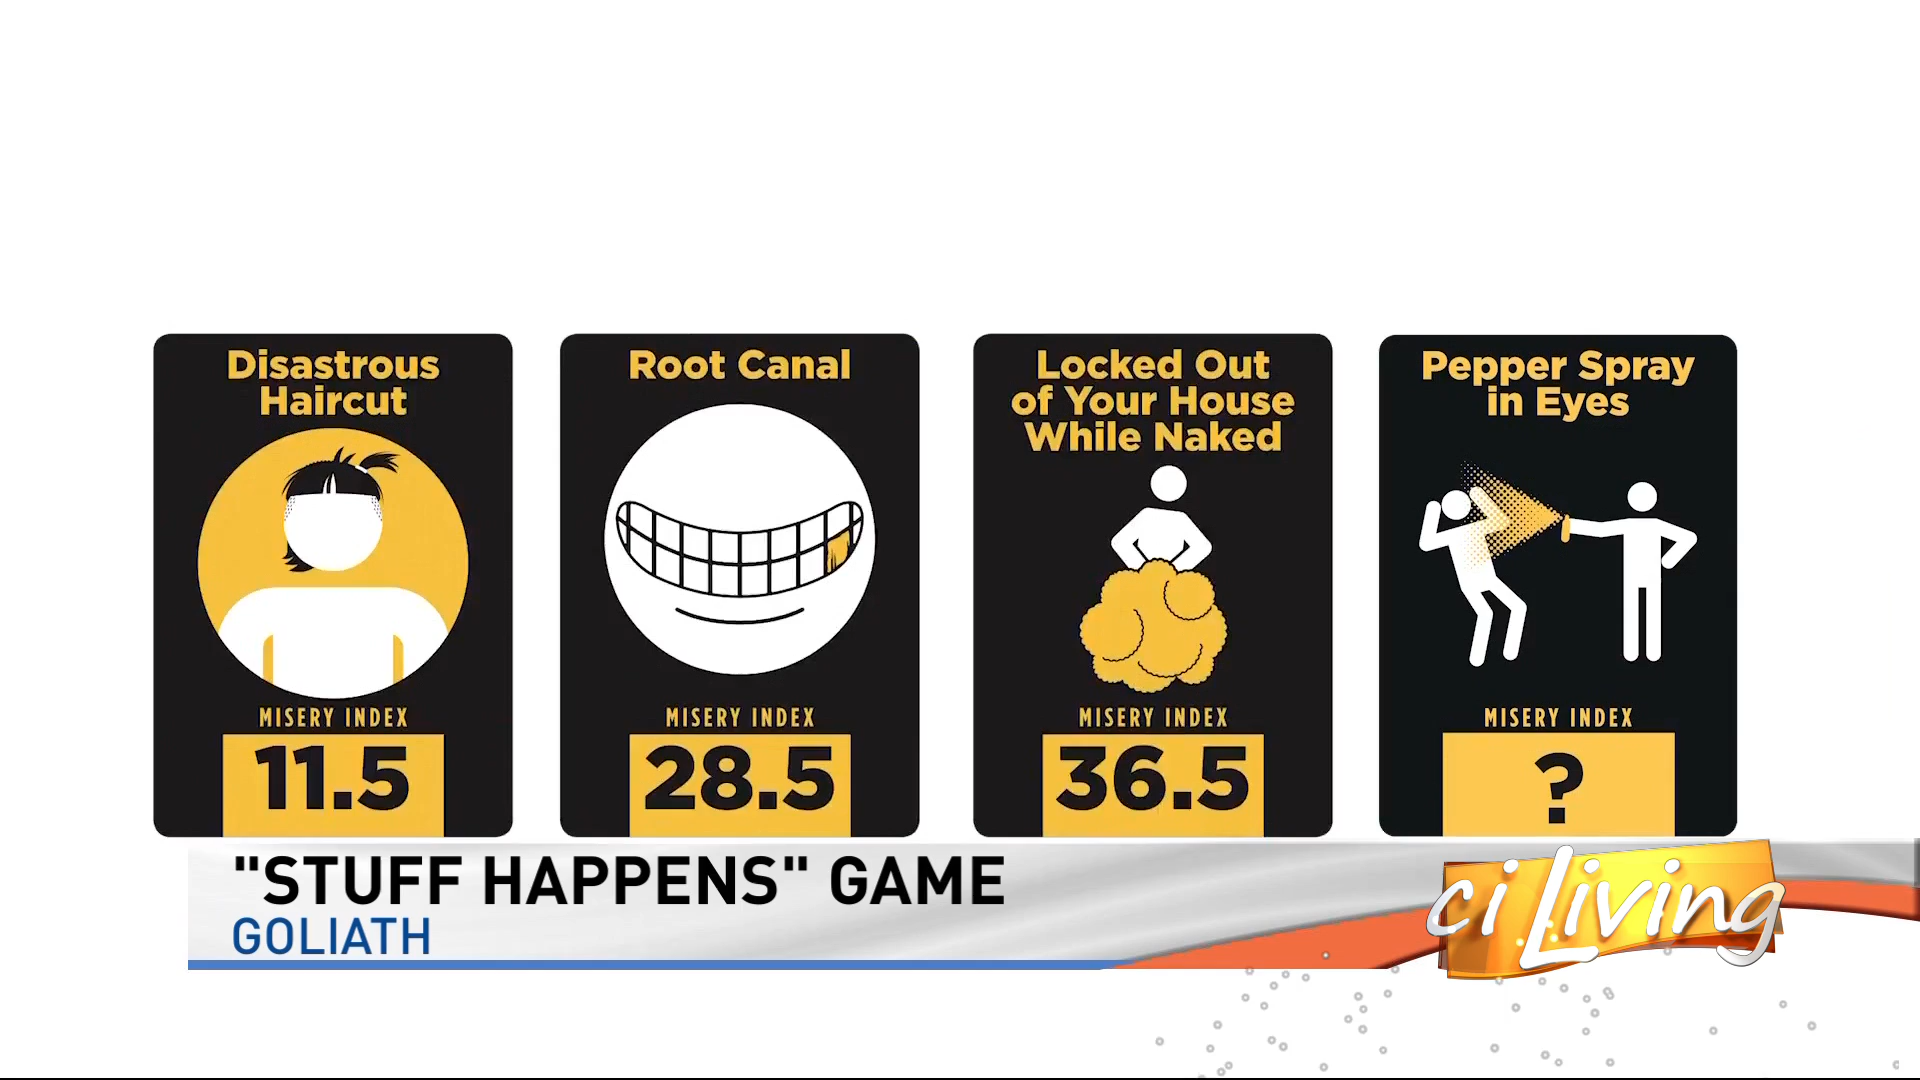 Disastrous
Haircut
MISERY INDEX
11.5
Root Canal
MISERY INDEX
28.5
Locked Out
of Your House
While Naked
MISERY INDEX
36.5
Pepper Spray
in Eyes
MISERY INDEX
?
"STUFF HAPPENS" GAME
GOLIATH
ci Living